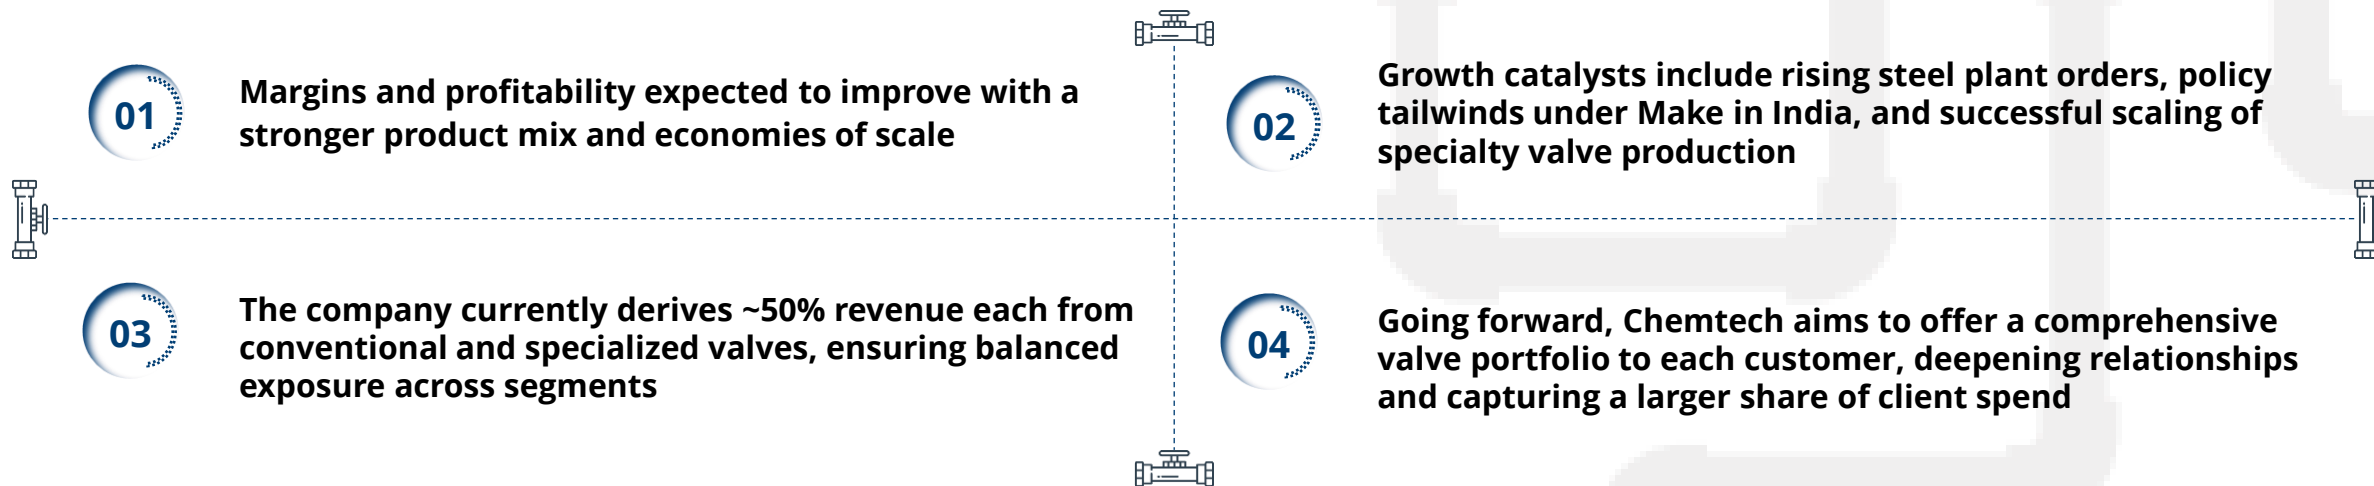 01
Margins and profitability expected to improve with a
stronger product mix and economies of scale
02
Growth catalysts include rising steel plant orders, policy
tailwinds under Make in India, and successful scaling of
specialty valve production
03
The company currently derives ~50% revenue each from
conventional and specialized valves, ensuring balanced
exposure across segments
04
Going forward, Chemtech aims to offer a comprehensive
valve portfolio to each customer, deepening relationships
and capturing a larger share of client spend